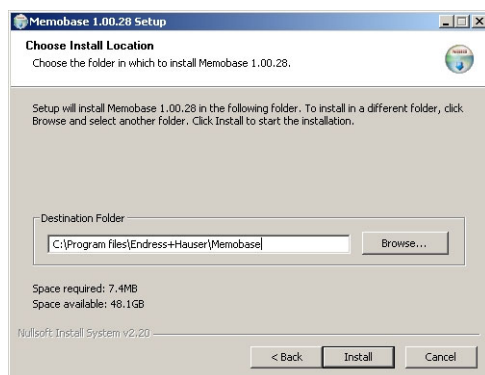 Memobase 1.00.28 Setup
Choose Install Location
Choose the folder in which to install Memobase 1.00.28.
Setup will install Memobase 1.00.28 in the following folder. To install in a different folder, click
Browse and select another folder. Click Install to start the installation.
Destination Folder
C:\Program files\Endress+Hauser\Memobase
Browse...
Space required: 7.4MB
Space available: 48.1GB
Nullsoft Install System v2.20
< Back
Install
Cancel